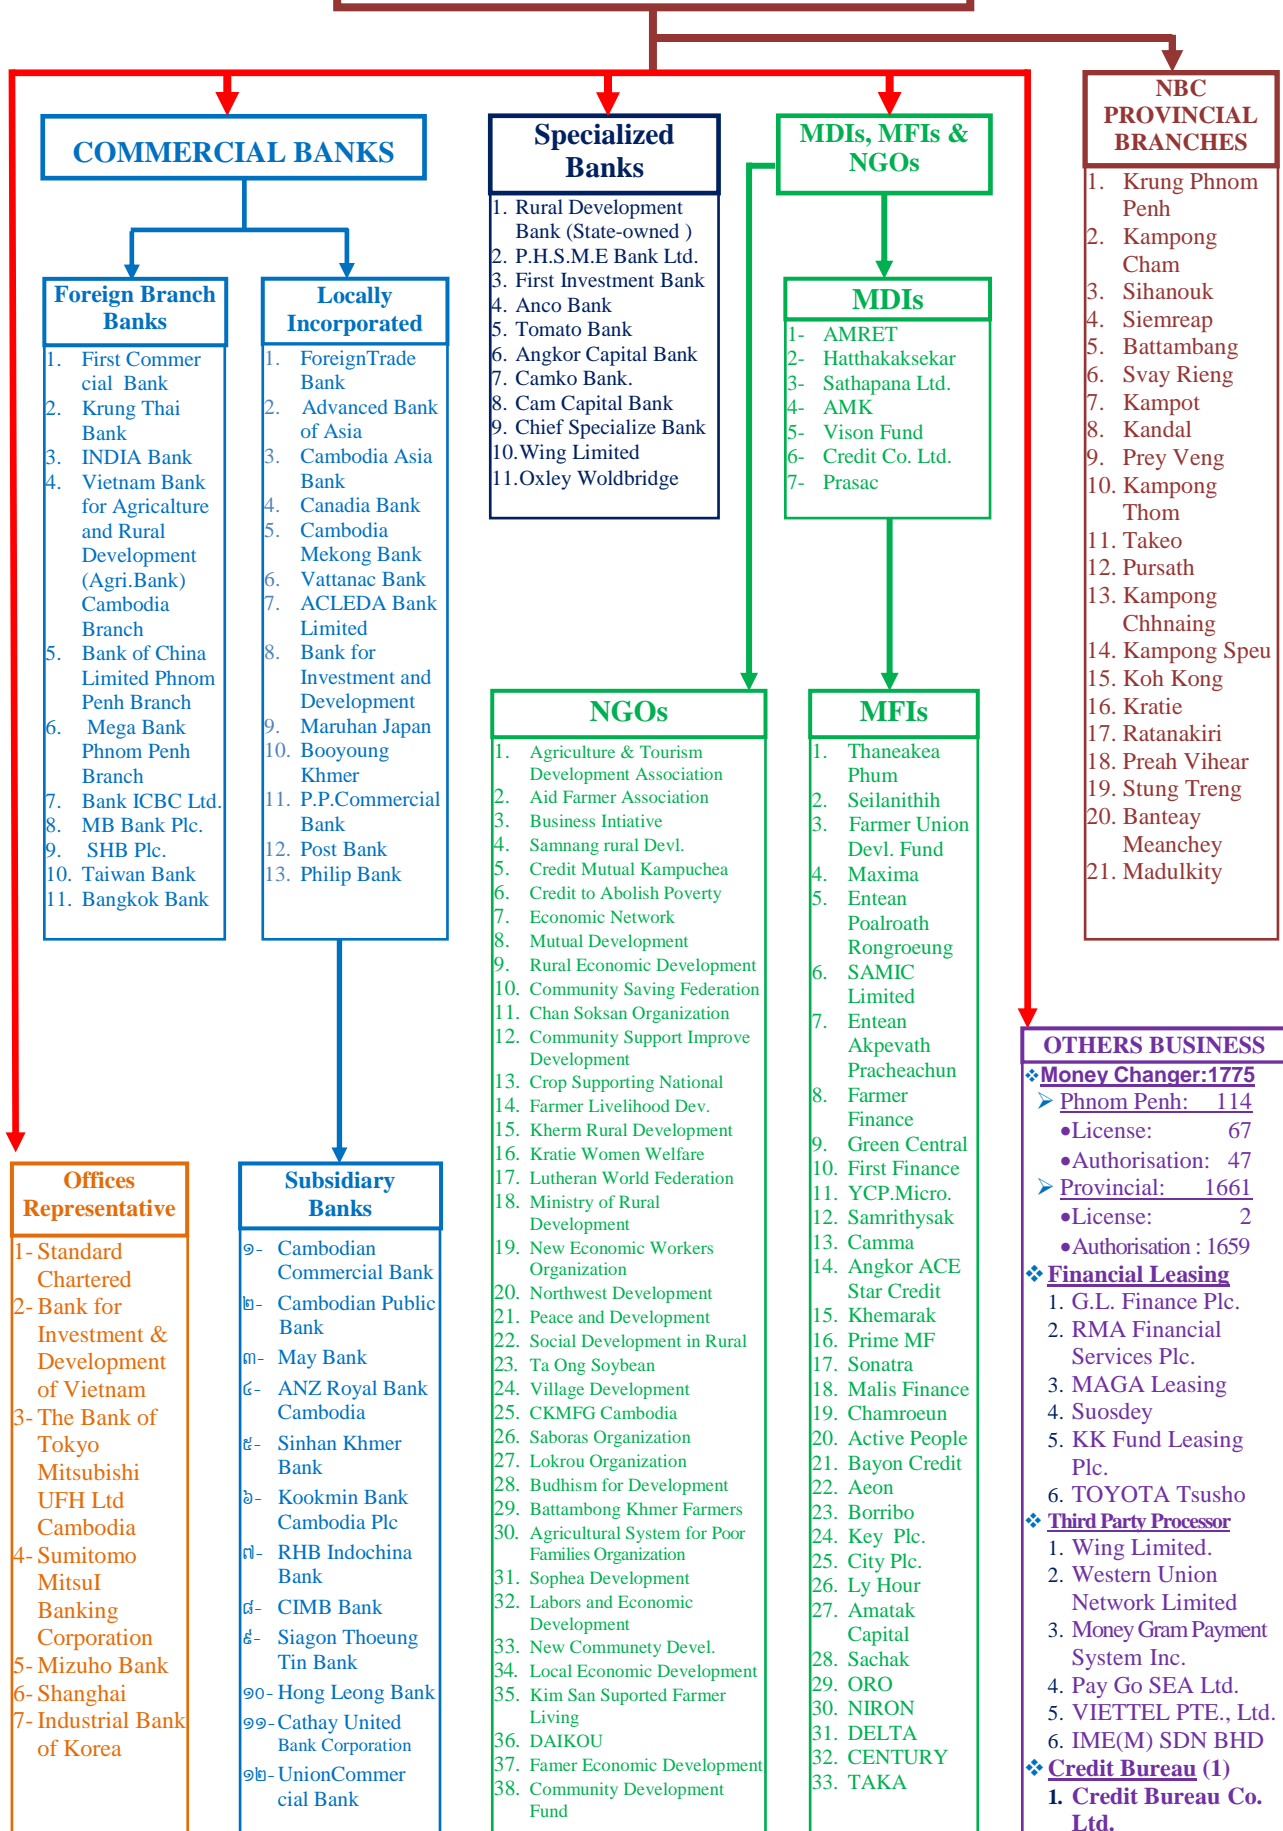 COMMERCIAL BANKS
Foreign Branch
Banks
1. First Commer
cial Bank
2. Krung Thai
Bank
3. INDIA Bank
4. Vietnam Bank
for Agricalture
and Rural
Development
(Agri.Bank)
Cambodia
Branch
5. Bank of China
Limited Phnom
Penh Branch
6. Mega Bank
Phnom Penh
Branch
7. Bank ICBC Ltd.
8. MB Bank Plc.
9. SHB Plc.
10. Taiwan Bank
11. Bangkok Bank
Locally
Incorporated
1. ForeignTrade
Bank
2. Advanced Bank
of Asia
3. Cambodia Asia
Bank
4. Canadia Bank
5. Cambodia
Mekong Bank
6. Vattanac Bank
7. ACLEDA Bank
Limited
8. Bank for
Investment and
Development
9. Maruhan Japan
10. Booyoung
Khmer
11. P.P.Commercial
Bank
12. Post Bank
13. Philip Bank
Specialized
Banks
1. Rural Development
Bank (State-owned )
2. P.H.S.M.E Bank Ltd.
3. First Investment Bank
4. Anco Bank
5. Tomato Bank
6. Angkor Capital Bank
7. Camko Bank.
8. Cam Capital Bank
9. Chief Specialize Bank
10.Wing Limited
11.Oxley Woldbridge
MDIs, MFIs &
NGOs
MDIs
1- AMRET
2- Hatthakaksekar
3- Sathapana Ltd.
4- AMK
5- Vison Fund
6- Credit Co. Ltd.
7- Prasac
NBC
PROVINCIAL
BRANCHES
1. Krung Phnom
Penh
2. Kampong
Cham
3. Sihanouk
4. Siemreap
5. Battambang
6. Svay Rieng
7. Kampot
8. Kandal
9. Prey Veng
10. Kampong
Thom
11. Takeo
12. Pursath
13. Kampong
Chhnaing
14. Kampong Speu
15. Koh Kong
16. Kratie
17. Ratanakiri
18. Preah Vihear
19. Stung Treng
20. Banteay
Meanchey
21. Madulkity
Offices
Representative
1- Standard
Chartered
2- Bank for
Investment &
Development
of Vietnam
3- The Bank of
Tokyo
Mitsubishi
UFH Ltd
Cambodia
4- Sumitomo
MitsuI
Banking
Corporation
5- Mizuho Bank
6- Shanghai
7- Industrial Bank
of Korea
Subsidiary
Banks
១- Cambodian
Commercial Bank
២- Cambodian Public
Bank
៣- May Bank
៤- ANZ Royal Bank
Cambodia
៥- Sinhan Khmer
Bank
៦- Kookmin Bank
Cambodia Plc
៧- RHB Indochina
Bank
៨- CIMB Bank
៩- Siagon Thoeung
Tin Bank
១០- Hong Leong Bank
១១- Cathay United
Bank Corporation
១២- UnionCommer
cial Bank
NGOs
1. Agriculture & Tourism
Development Association
2. Aid Farmer Association
3. Business Intiative
4. Samnang rural Devl.
5. Credit Mutual Kampuchea
6. Credit to Abolish Poverty
7. Economic Network
8. Mutual Development
9. Rural Economic Development
10. Community Saving Federation
11. Chan Soksan Organization
12. Community Support Improve
Development
13. Crop Supporting National
14. Farmer Livelihood Dev.
15. Kherm Rural Development
16. Kratie Women Welfare
17. Lutheran World Federation
18. Ministry of Rural
Development
19. New Economic Workers
Organization
20. Northwest Development
21. Peace and Development
22. Social Development in Rural
23. Ta Ong Soybean
24. Village Development
25. CKMFG Cambodia
26. Saboras Organization
27. Lokrou Organization
28. Budhism for Development
29. Battambong Khmer Farmers
30. Agricultural System for Poor
Families Organization
31. Sophea Development
32. Labors and Economic
Development
33. New Communety Devel.
34. Local Economic Development
35. Kim San Suported Farmer
Living
36. DAIKOU
37. Famer Economic Development
38. Community Development
Fund
MFIs
1. Thaneakea
Phum
2. Seilanithih
3. Farmer Union
Devl. Fund
4. Maxima
5. Entean
Poalroath
Rongroeung
6. SAMIC
Limited
7. Entean
Akpevath
Pracheachun
8. Farmer
Finance
9. Green Central
10. First Finance
11. YCP.Micro.
12. Samrithysak
13. Camma
14. Angkor ACE
Star Credit
15. Khemarak
16. Prime MF
17. Sonatra
18. Malis Finance
19. Chamroeun
20. Active People
21. Bayon Credit
22. Aeon
23. Borribo
24. Key Plc.
25. City Plc.
26. Ly Hour
27. Amatak
Capital
28. Sachak
29. ORO
30. NIRON
31. DELTA
32. CENTURY
33. TAKA
OTHERS BUSINESS
❖Money Changer:1775
➢ Phnom Penh: 114
•License: 67
•Authorisation: 47
➢ Provincial: 1661
•License: 2
•Authorisation : 1659
❖ Financial Leasing
1. G.L. Finance Plc.
2. RMA Financial
Services Plc.
3. MAGA Leasing
4. Suosdey
5. KK Fund Leasing
Plc.
6. TOYOTA Tsusho
❖ Third Party Processor
1. Wing Limited.
2. Western Union
Network Limited
3. Money Gram Payment
System Inc.
4. Pay Go SEA Ltd.
5. VIETTEL PTE., Ltd.
6. IME(M) SDN BHD
❖ Credit Bureau (1)
1. Credit Bureau Co.
Ltd.